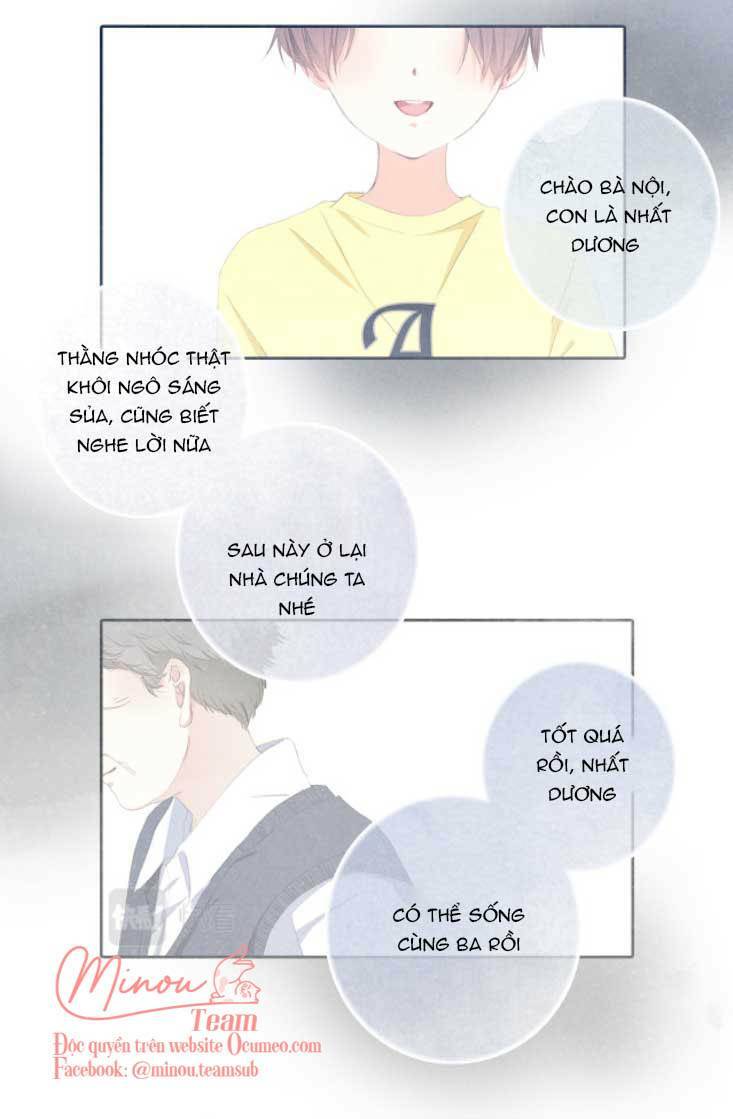 CHÀO BÀ NỘI,
CON LÀ NHẤT
DƯƠNG
A
THẰNG NHÓC THẬT
KHÔI NGÔ SÁNG
SỦA, CŨNG BIẾT
NGHE LỜI NỮA
SAU NÀY Ở LẠI
NHÀ CHÚNG TA
NHÉ
TỐT QUÁ
RỒI, NHẤT
DƯƠNG
CÓ THỂ SỐNG
CÙNG BA RỒI
Minou
Team
Độc quyền trên website Ocumeo.com
Facebook: @minou.teamsub